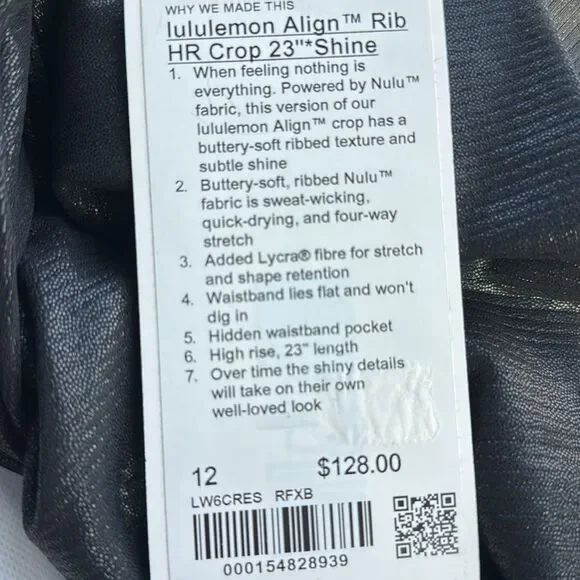 WHY WE MADE THIS
lululemon Align™ Rib
HR Crop 23"*Shine
1. When feeling nothing is
everything. Powered by Nulu™
fabric, this version of our
lululemon Align™ crop has a
buttery-soft ribbed texture and
subtle shine
2. Buttery-soft, ribbed Nulu™
fabric is sweat-wicking,
quick-drying, and four-way
stretch
3. Added Lycra® fibre for stretch
and shape retention
4. Waistband lies flat and won't
dig in
5. Hidden waistband pocket
6. High rise, 23" length
7. Over time the shiny details
will take on their own
well-loved look
12 $128.00
LW6CRES RFXB
000154828939